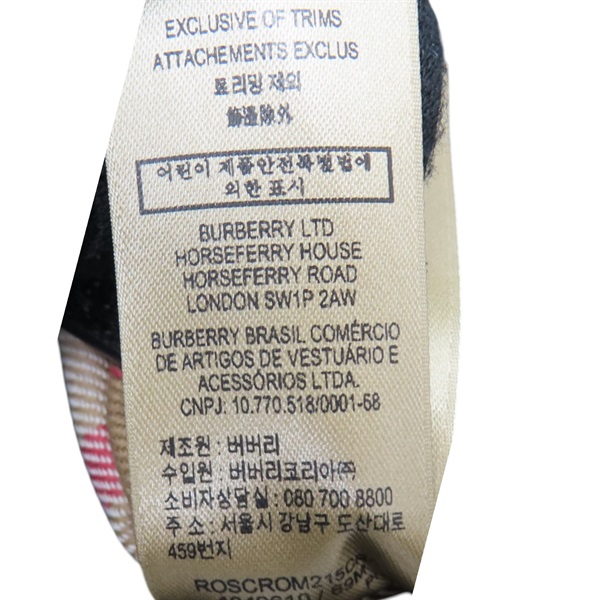 EXCLUSIVE OF TRIMS
ATTACHEMENTS EXCLUS
트리밍 제외
飾邊除外
어린이 제품안전특별법에
의한 표시
BURBERRY LTD
HORSEFERRY HOUSE
HORSEFERRY ROAD
LONDON SW1P 2AW
BURBERRY BRASIL COMÉRCIO
DE ARTIGOS DE VESTUÁRIO E
ACESSÓRIOS LTDA.
CNPJ: 10.770.518/0001-68
제조원 : 버버리
수입원 : 버버리코리아㈜
소비자상담실 : 080 700 8800
주 소 : 서울시 강남구 도산대로
459번지